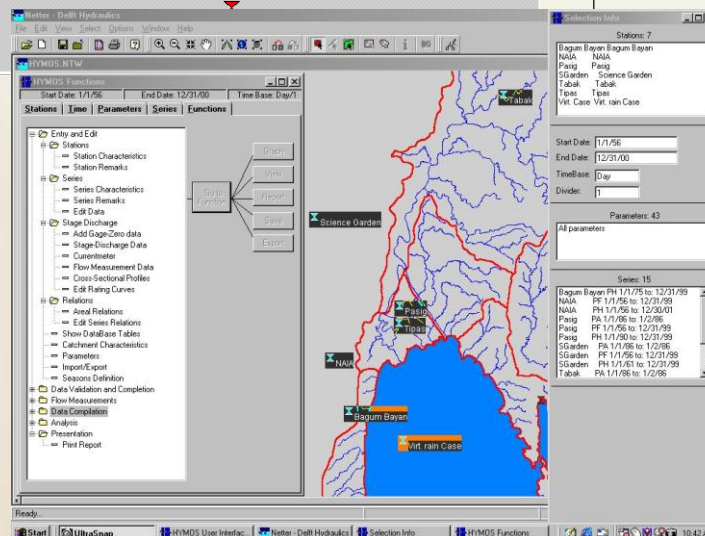 Netter - Delft Hydraulics
File Edit View Select Options Window Help
HYMOS.NTW
HYMOS Functions
Start Date: 1/1/56 End Date: 12/31/00 Time Base: Day/1
Stations Time Parameters Series Functions
Entry and Edit
Stations
Station Characteristics
Station Remarks
Series
Series Characteristics
Series Remarks
Edit Data
Stage Discharge
Add Gage-Zero data
Stage-Discharge Data
Currentmeter
Flow Measurement Data
Cross-Sectional Profiles
Edit Rating Curves
Relations
Areal Relations
Edit Series Relations
Show DataBase Tables
Catchment Characteristics
Parameters
Import/Export
Seasons Definition
Data Validation and Completion
Flow Measurements
Data Compilation
Analysis
Presentation
Print Report
Go to
Function
Graph
View
Report
Save
Export
Tabak
Science Garden
Pasig
Tipas
NAIA
Bagum Bayan
Virt. rain Case
Ready...
Selection Info
Stations: 7
Bagum Bayan Bagum Bayan
NAIA NAIA
Pasig Pasig
SGarden Science Garden
Tabak Tabak
Tipas Tipas
Virt. Case Virt. rain Case
Start Date: 1/1/56
End Date: 12/31/00
TimeBase: Day
Divider: 1
Parameters: 43
All parameters
Series: 15
Bagum Bayan PH 1/1/75 to: 12/31/99
NAIA PF 1/1/56 to: 12/31/99
NAIA PH 1/1/56 to: 12/30/01
Pasig PA 1/1/86 to: 1/2/86
Pasig PF 1/1/56 to: 12/31/99
Pasig PH 1/1/90 to: 12/31/99
SGarden PA 1/1/86 to: 1/2/86
SGarden PF 1/1/56 to: 12/31/99
SGarden PH 1/1/61 to: 12/31/99
Tabak PA 1/1/86 to: 1/2/86
Start UltraSnap HYMOS User Interfac... Netter - Delft Hydraulics Selection Info HYMOS Functions 10:42